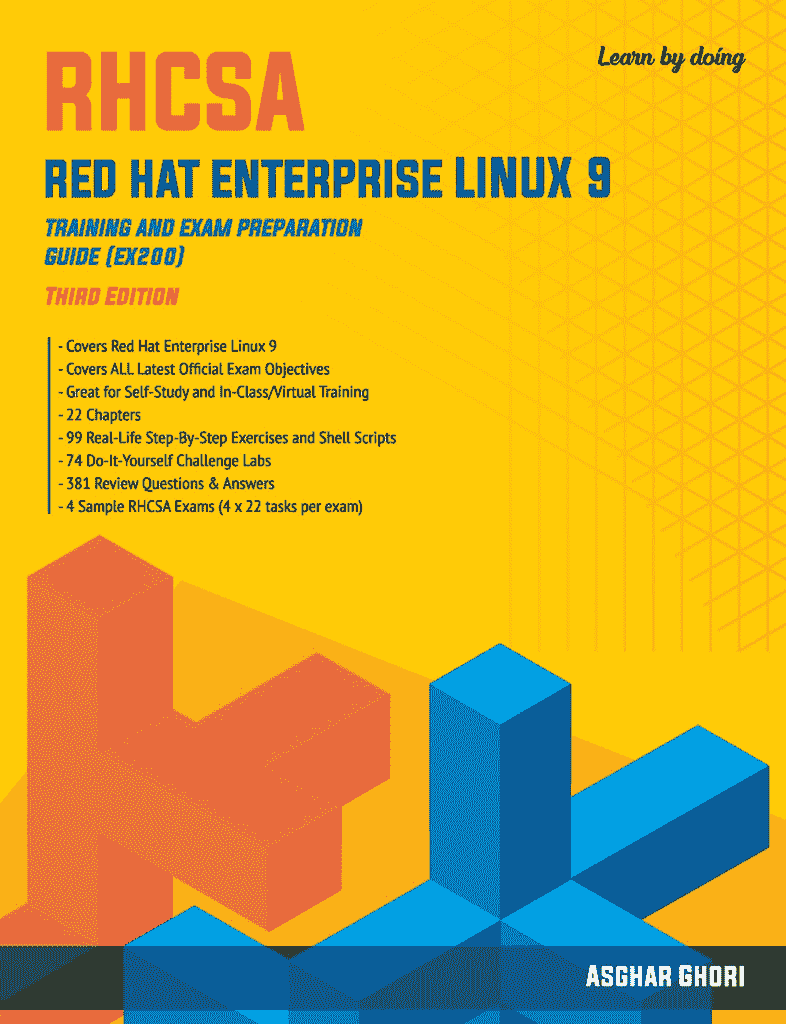 Learn by doing
RHCSA
RED HAT ENTERPRISE LINUX 9
TRAINING AND EXAM PREPARATION
GUIDE (EX200)
THIRD EDITION
- Covers Red Hat Enterprise Linux 9
- Covers ALL Latest Official Exam Objectives
- Great for Self-Study and In-Class/Virtual Training
- 22 Chapters
- 99 Real-Life Step-By-Step Exercises and Shell Scripts
- 74 Do-It-Yourself Challenge Labs
- 381 Review Questions & Answers
- 4 Sample RHCSA Exams (4 x 22 tasks per exam)
ASGHAR GHORI